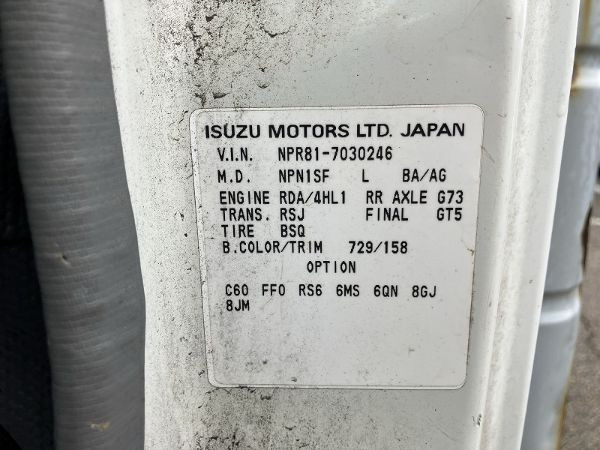 ISUZU MOTORS LTD. JAPAN
V.I.N. NPR81-7030246
M.D. NPN1SF L BA/AG
ENGINE RDA/4HL1 RR AXLE G73
TRANS. RSJ FINAL GT5
TIRE BSQ
B.COLOR/TRIM 729/158
OPTION
C60 FF0 RS6 6MS 6QN 8GJ
8JM